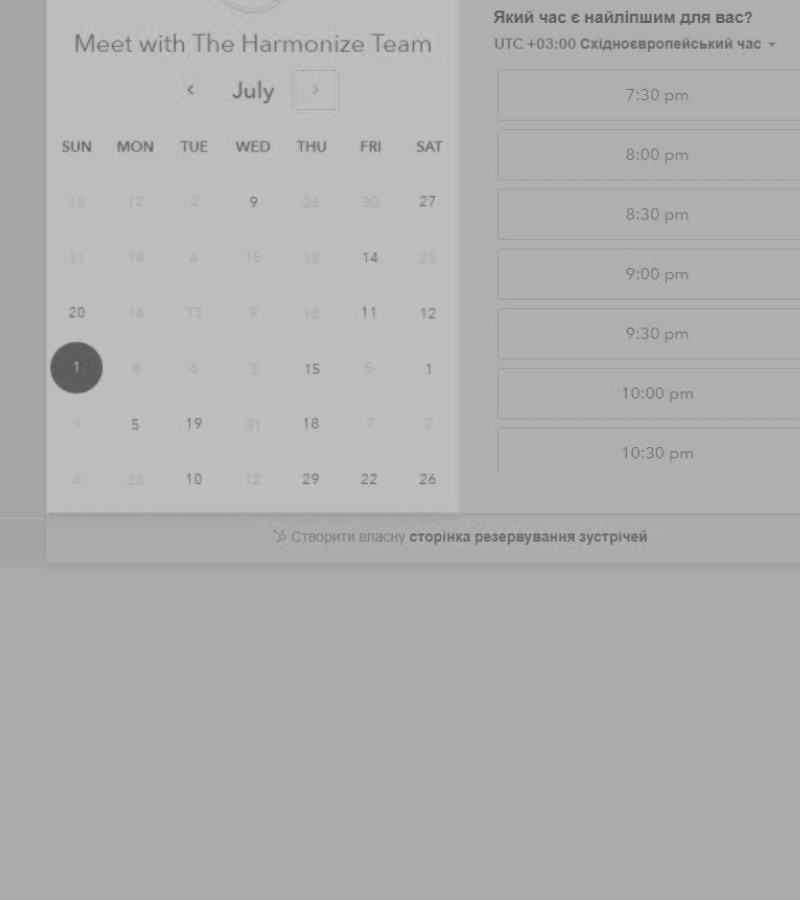 Meet with The Harmonize Team
July
SUN MON TUE WED THU FRI SAT
18 12 2 9 26 30 27
11 14 4 15 18 14 25
20 16 13 9 18 11 12
1 8 6 3 15 5 1
1 5 19 31 18 7 2
4 28 10 12 29 22 26
Який час є найліпшим для вас?
UTC +03:00 Східноєвропейський час
7:30 pm
8:00 pm
8:30 pm
9:00 pm
9:30 pm
10:00 pm
10:30 pm
Створити власну сторінка резервування зустрічей